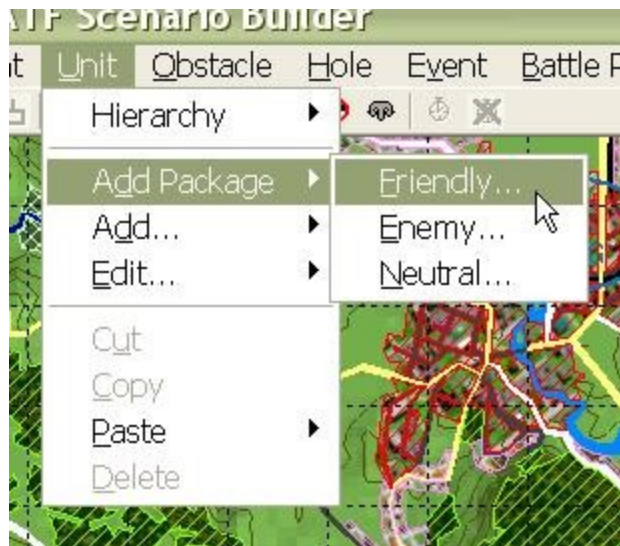 ATF Scenario Builder
Unit Obstacle Hole Event Battle
Hierarchy
Add Package Friendly...
Add... Enemy...
Edit... Neutral...
Cut
Copy
Paste
Delete